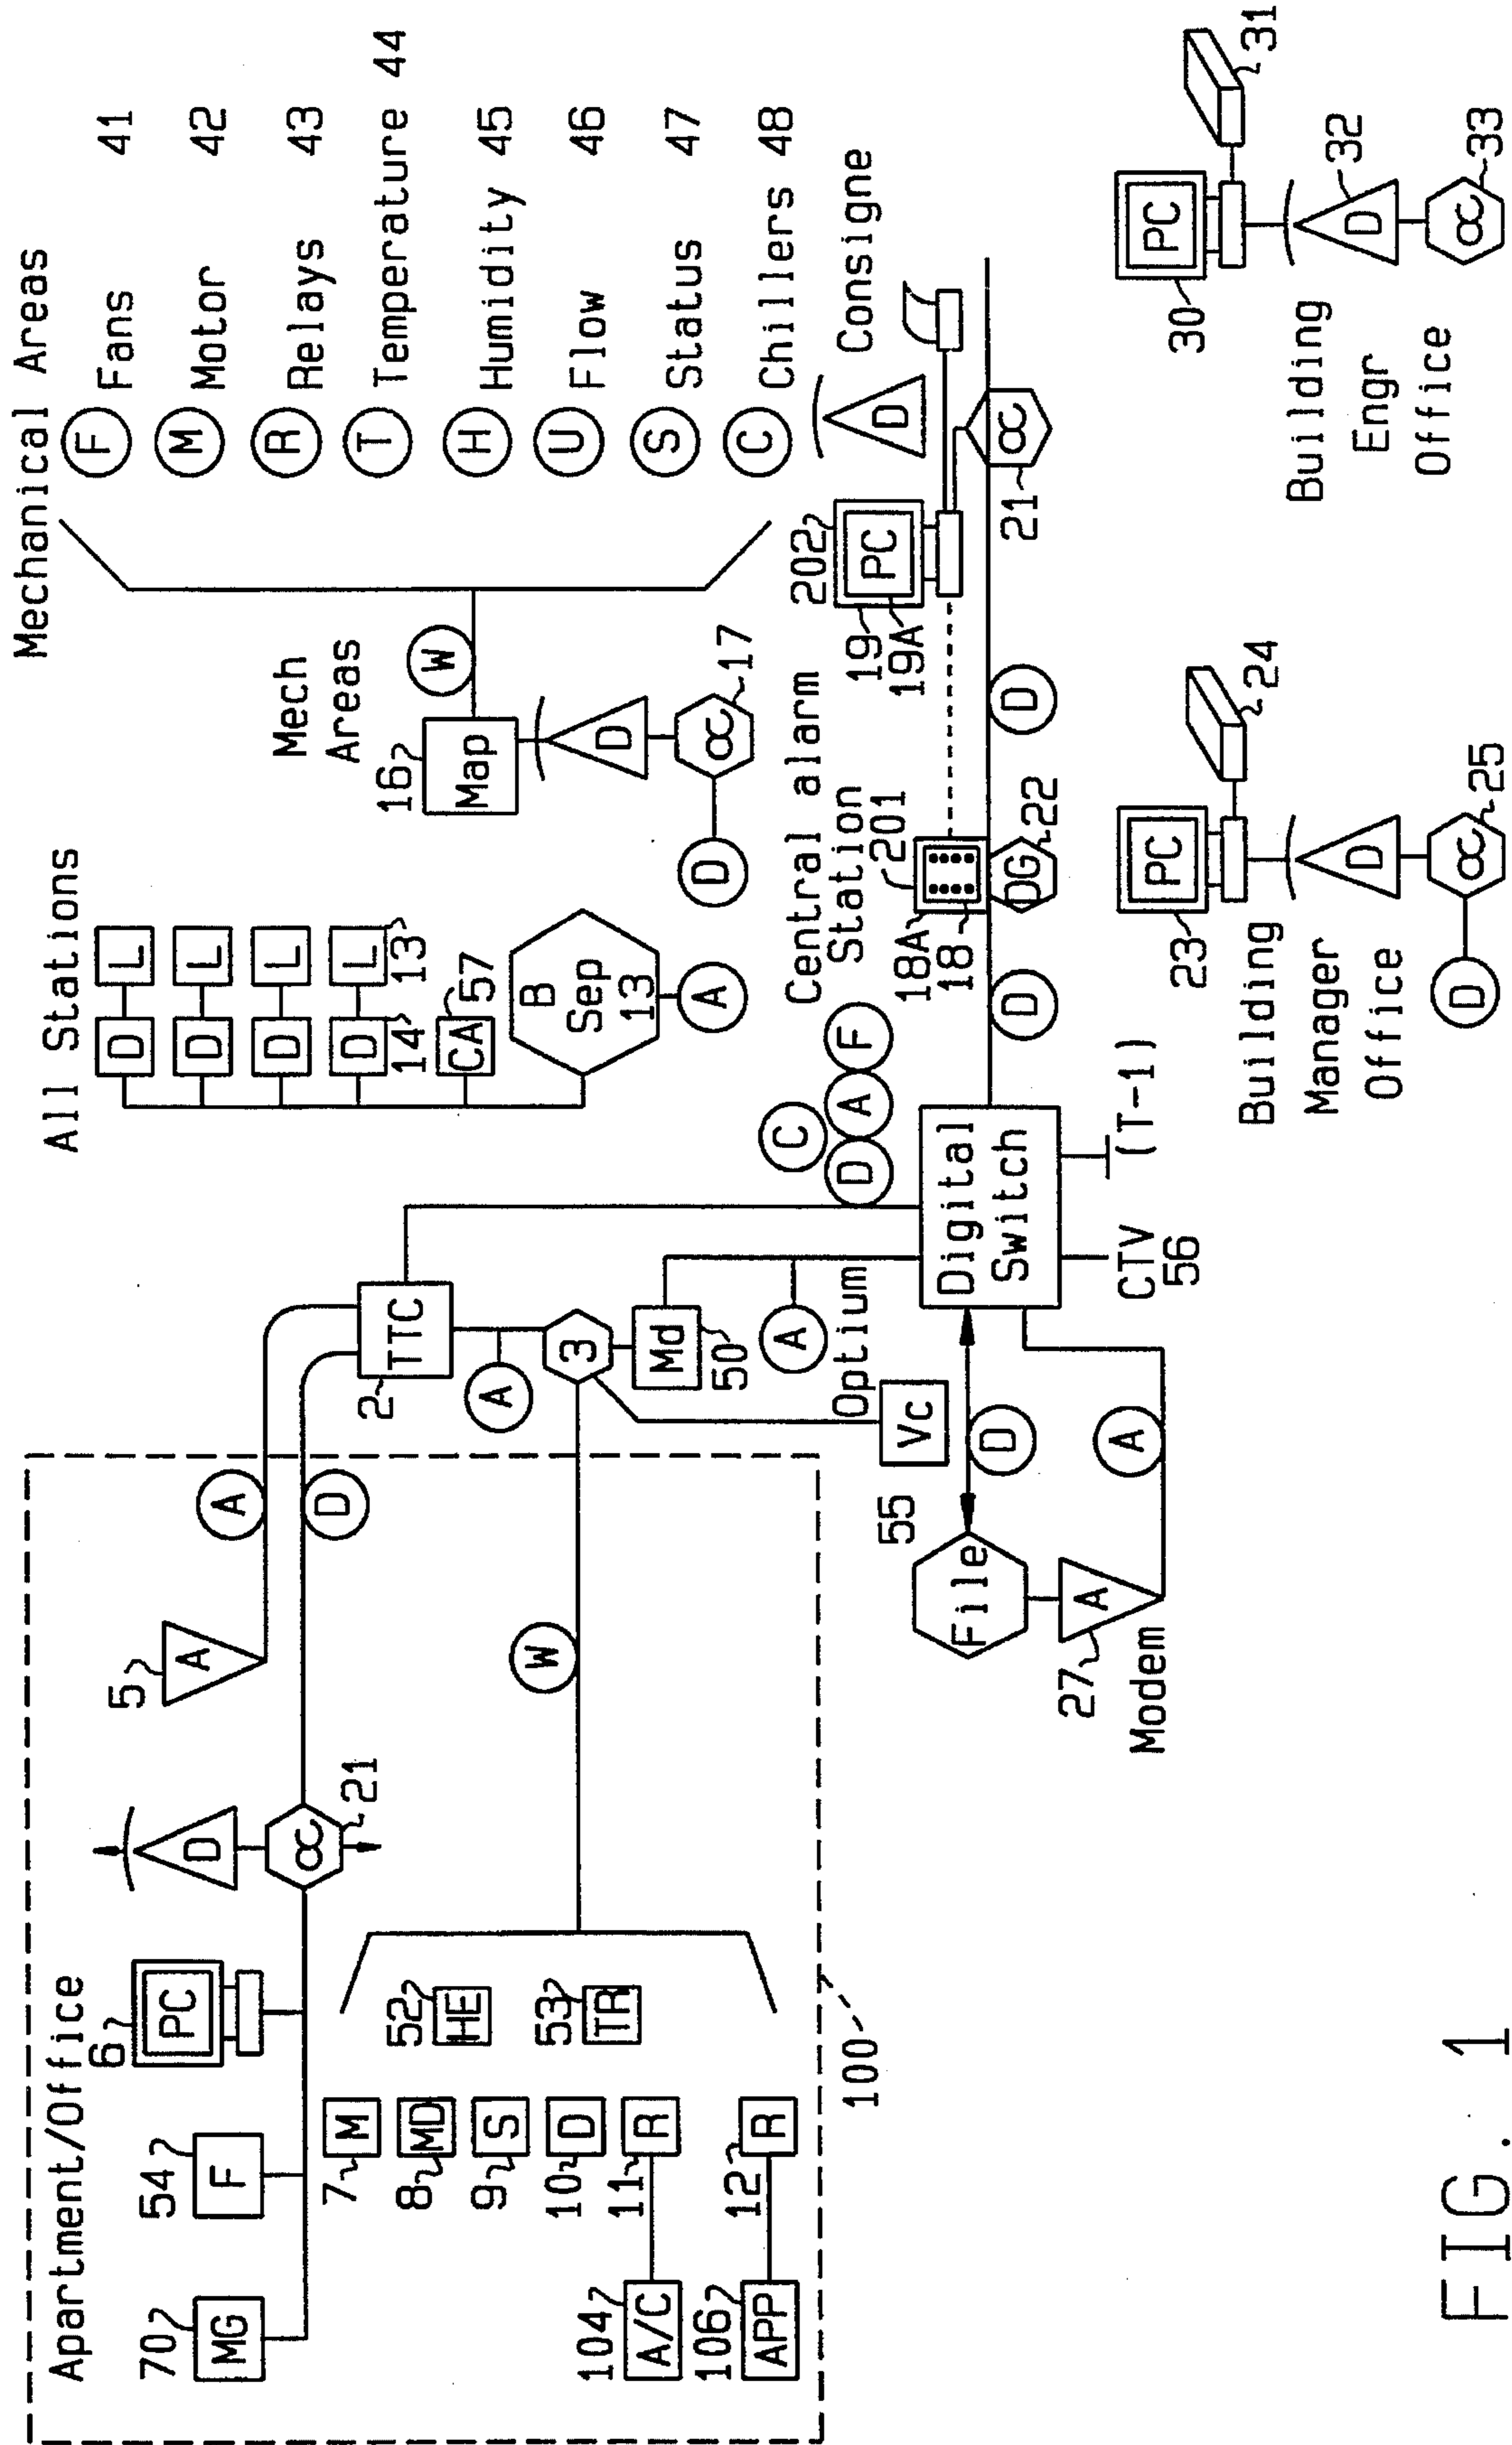 Apartment/Office
70
MG
54
F
6
PC
D
α
21
5
A
A
D
7
M
8
MD
9
S
10
D
11
R
104
A/C
106
APP
12
R
52
HE
53
TR
100
W
2
TTC
A
3
Md
50
A
Optium
Vc
55
File
D
27
A
Modem
A
Digital
Switch
CTV
56
(T-1)
C
D
A
F
All Stations
D
L
D
L
D
L
D
L
14
13
CA
57
B
Sep
13
A
Mech
Areas
16
Map
W
D
α
17
D
Mechanical Areas
F
Fans
41
M
Motor
42
R
Relays
43
T
Temperature
44
H
Humidity
45
U
Flow
46
S
Status
47
C
Chillers
48
Central alarm
Station
201
18A
18
D
DG
22
D
202
PC
19
19A
D
Consigne
α
21
23
PC
24
D
α
25
D
Building
Manager
Office
30
PC
31
D
32
α
33
Building
Engr
Office
FIG. 1